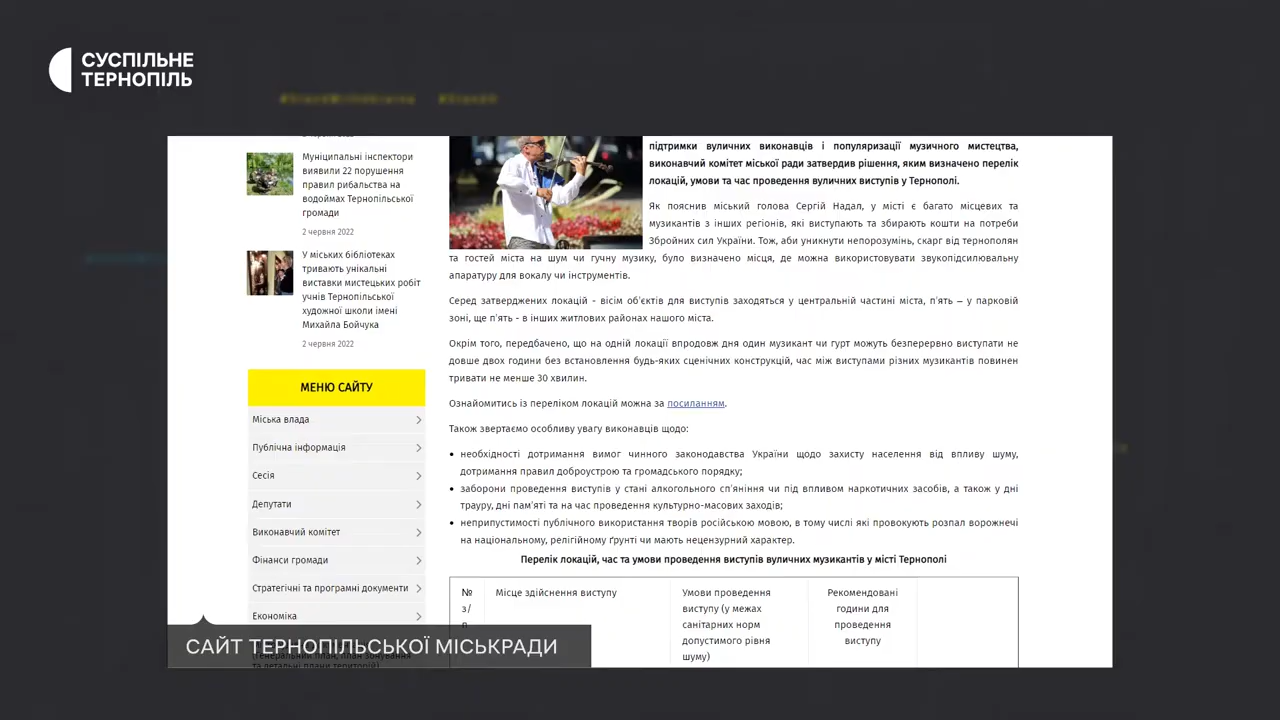 СУСПІЛЬНЕ
ТЕРНОПІЛЬ
Муніципальні інспектори
виявили 22 порушення
правил рибальства на
водоймах Тернопільської
громади
2 червня 2022
У міських бібліотеках
тривають унікальні
виставки мистецьких робіт
учнів Тернопільської
художньої школи імені
Михайла Бойчука
2 червня 2022
МЕНЮ САЙТУ
Міська влада
Публічна інформація
Сесія
Депутати
Виконавчий комітет
Фінанси громади
Стратегічні та програмні документи
Економіка
підтримки вуличних виконавців і популяризації музичного мистецтва,
виконавчий комітет міської ради затвердив рішення, яким визначено перелік
локацій, умови та час проведення вуличних виступів у Тернополі.
Як пояснив міський голова Сергій Надал, у місті є багато місцевих та
музикантів з інших регіонів, які виступають та збирають кошти на потреби
Збройних сил України. Тож, аби уникнути непорозумінь, скарг від тернополян
та гостей міста на шум чи гучну музику, було визначено місця, де можна використовувати звукопідсилювальну
апаратуру для вокалу чи інструментів.
Серед затверджених локацій - вісім об'єктів для виступів заходяться у центральній частині міста, п'ять – у парковій
зоні, ще п'ять - в інших житлових районах нашого міста.
Окрім того, передбачено, що на одній локації впродовж дня один музикант чи гурт можуть безперервно виступати не
довше двох години без встановлення будь-яких сценічних конструкцій, час між виступами різних музикантів повинен
тривати не менше 30 хвилин.
Ознайомитись із переліком локацій можна за посиланням.
Також звертаємо особливу увагу виконавців щодо:
• необхідності дотримання вимог чинного законодавства України щодо захисту населення від впливу шуму,
дотримання правил доброустрою та громадського порядку;
• заборони проведення виступів у стані алкогольного сп'яніння чи під впливом наркотичних засобів, а також у дні
трауру, дні пам'яті та на час проведення культурно-масових заходів;
• неприпустимості публічного використання творів російською мовою, в тому числі які провокують розпал ворожнечі
на національному, релігійному ґрунті чи мають нецензурний характер.
Перелік локацій, час та умови проведення виступів вуличних музикантів у місті Тернополі
№
з/
п
Місце здійснення виступу
Умови проведення
виступу (у межах
санітарних норм
допустимого рівня
шуму)
Рекомендовані
години для
проведення
виступу
САЙТ ТЕРНОПІЛЬСЬКОЇ МІСЬКРАДИ